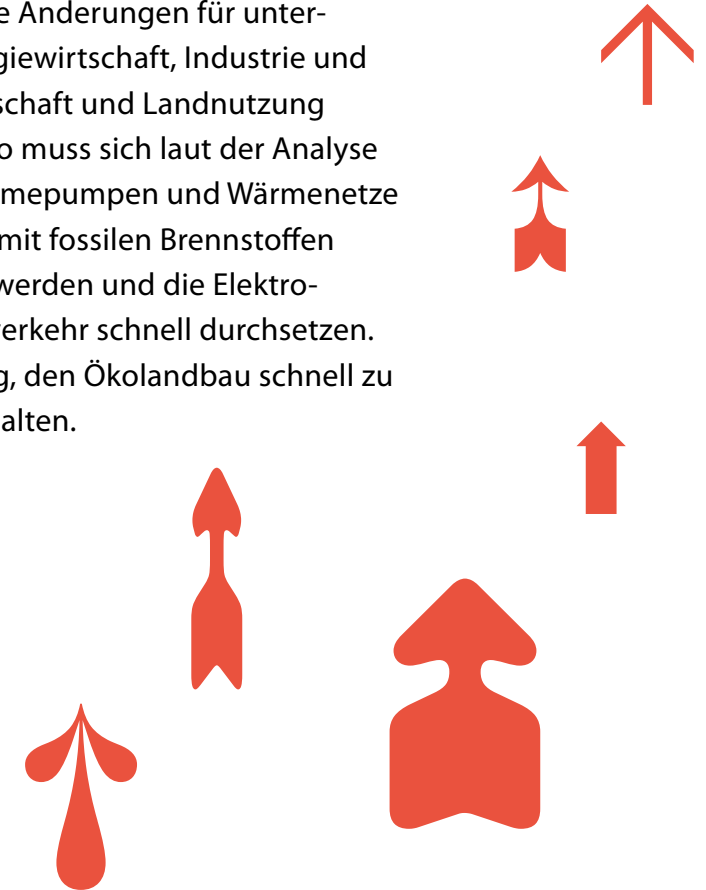 e Änderungen für unter-
giewirtschaft, Industrie und
schaft und Landnutzung
o muss sich laut der Analyse
mepumpen und Wärmenetze
mit fossilen Brennstoffen
werden und die Elektro-
verkehr schnell durchsetzen.
g, den Ökolandbau schnell zu
alten.